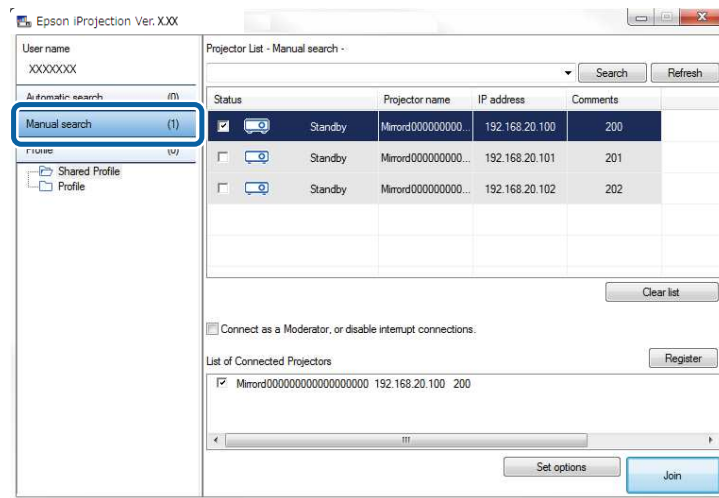 Epson iProjection Ver. X.XX
User name
XXXXXXX
Automatic search (0)
Manual search (1)
Profile (0)
Shared Profile
Profile
Projector List - Manual search -
Search Refresh
Status Projector name IP address Comments
Standby Mirrord000000000... 192.168.20.100 200
Standby Mirrord000000000... 192.168.20.101 201
Standby Mirrord000000000... 192.168.20.102 202
Clear list
Connect as a Moderator, or disable interrupt connections.
List of Connected Projectors Register
Mirrord000000000000000000 192.168.20.100 200
Set options Join